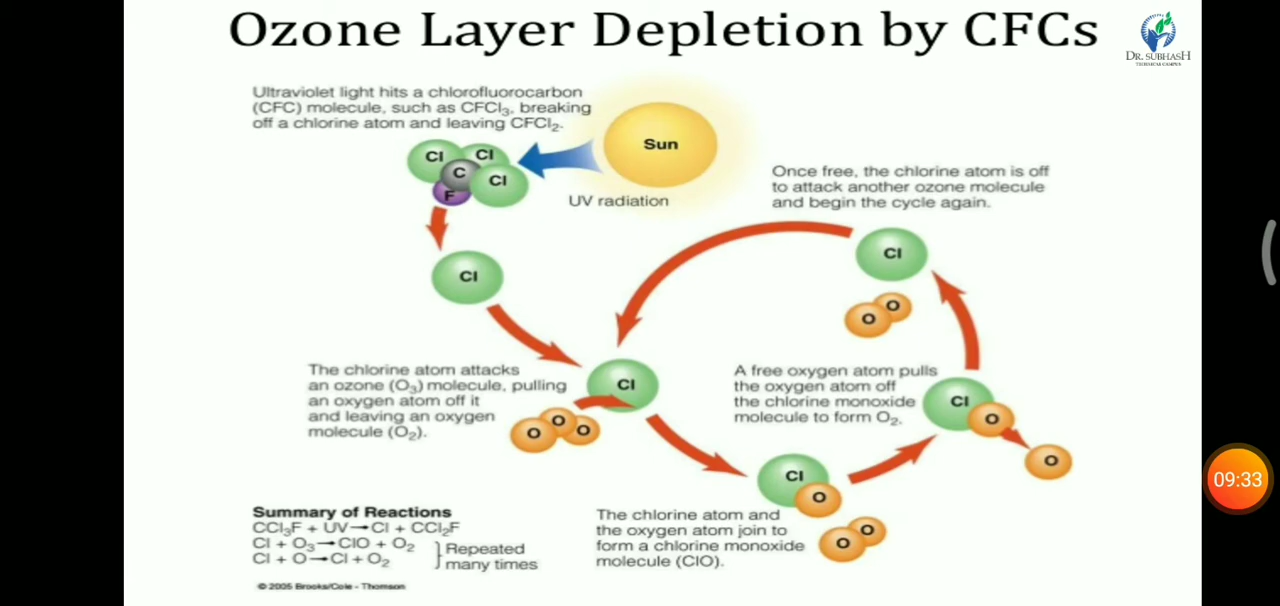 Ozone Layer Depletion by CFCs
DR. SUBHASH
TECHNICAL CAMPUS
Ultraviolet light hits a chlorofluorocarbon
(CFC) molecule, such as CFCl₃, breaking
off a chlorine atom and leaving CFCl₂.
Sun
UV radiation
Cl
Cl
C
Cl
F
Once free, the chlorine atom is off
to attack another ozone molecule
and begin the cycle again.
Cl
Cl
O
O
The chlorine atom attacks
an ozone (O₃) molecule, pulling
an oxygen atom off it
and leaving an oxygen
molecule (O₂).
Cl
O
O
O
A free oxygen atom pulls
the oxygen atom off
the chlorine monoxide
molecule to form O₂.
Cl
O
O
Cl
O
O
O
09:33
Summary of Reactions
CCl₃F + UV→Cl + CCl₂F
Cl + O₃→ClO + O₂
Cl + O→Cl + O₂
} Repeated
many times
The chlorine atom and
the oxygen atom join to
form a chlorine monoxide
molecule (ClO).
© 2005 Brooks/Cole - Thomson